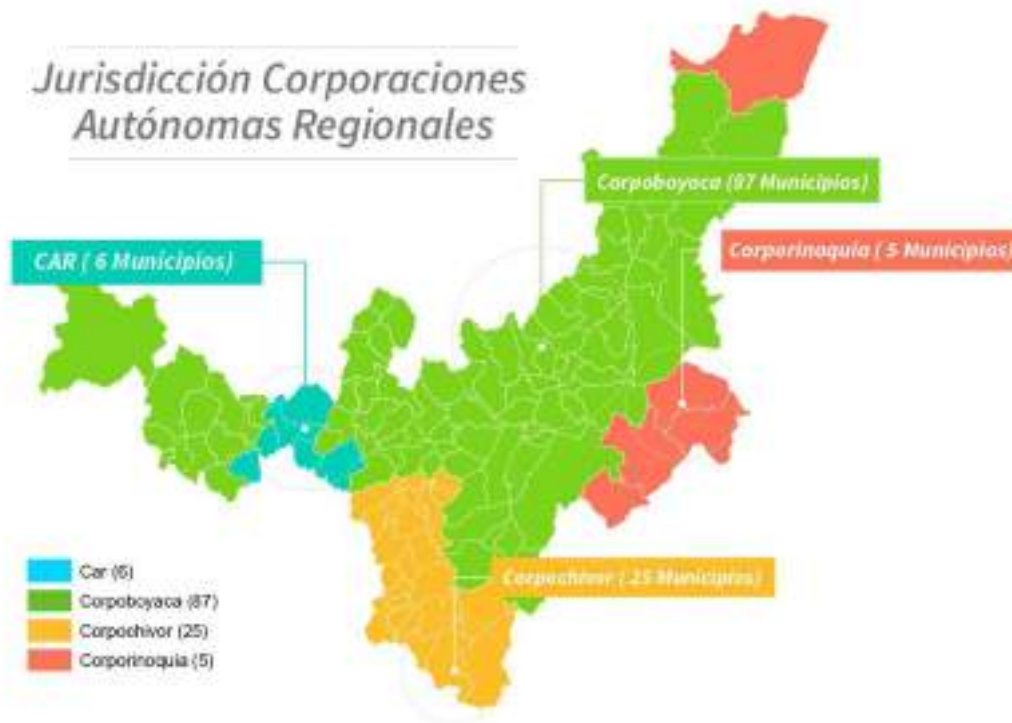 Jurisdicción Corporaciones
Autónomas Regionales
Corpoboyaca (87 Municipios)
Corporinoquia ( 5 Municipios)
CAR ( 6 Municipios)
Corpochivor ( 25 Municipios)
Car (6)
Corpoboyaca (87)
Corpochivor (25)
Corporinoquia (5)